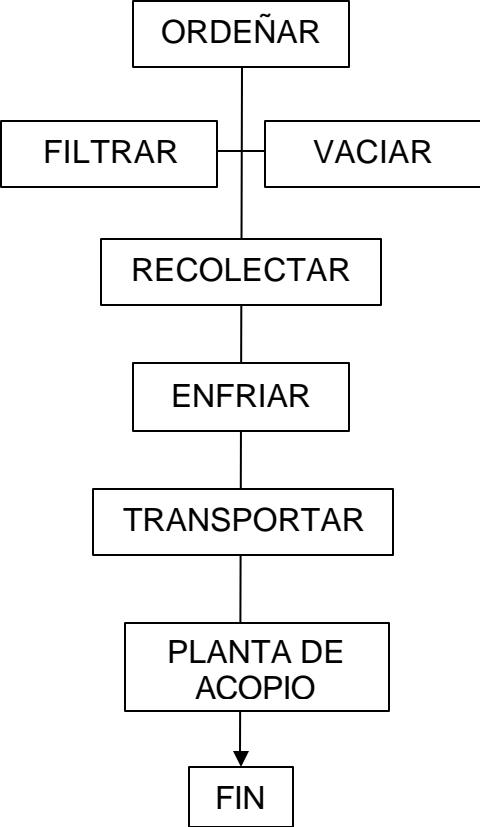 ORDEÑAR
FILTRAR
VACIAR
RECOLECTAR
ENFRIAR
TRANSPORTAR
PLANTA DE
ACOPIO
FIN